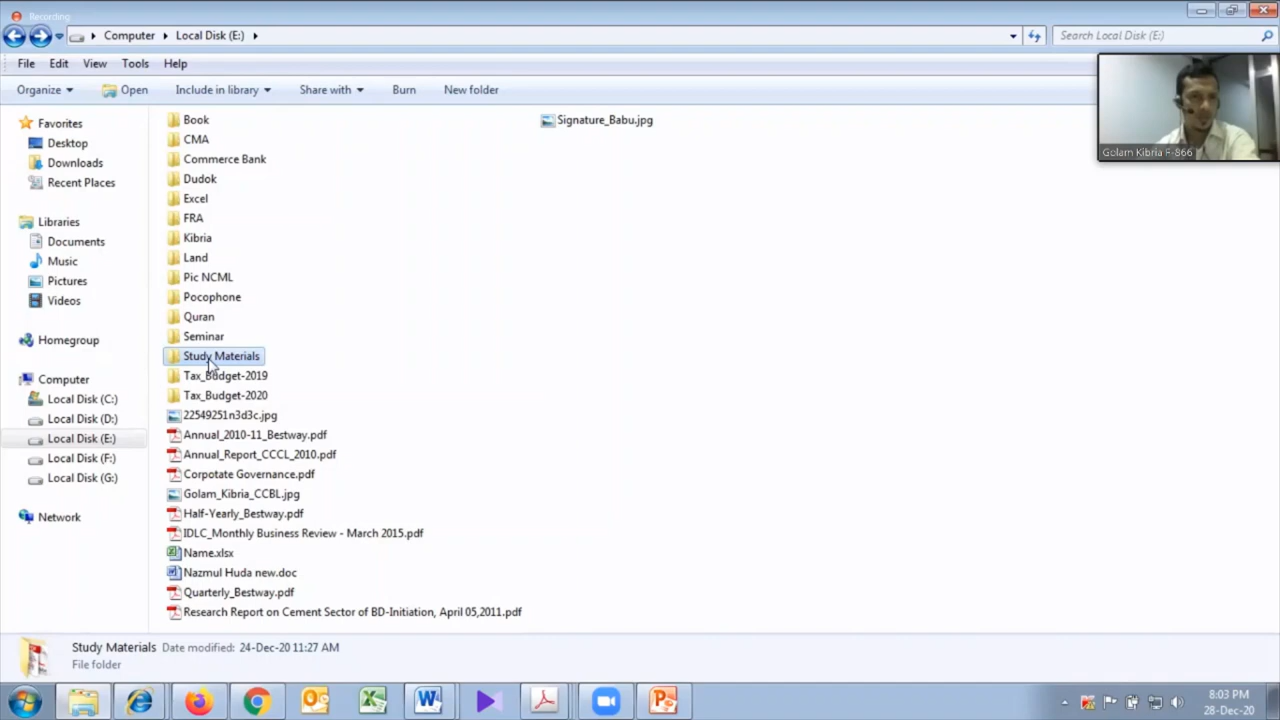 Recording
Computer Local Disk (E:) Search Local Disk (E:)
File Edit View Tools Help
Organize Open Include in library Share with Burn New folder
Favorites
Desktop
Downloads
Recent Places
Libraries
Documents
Music
Pictures
Videos
Homegroup
Computer
Local Disk (C:)
Local Disk (D:)
Local Disk (E:)
Local Disk (F:)
Local Disk (G:)
Network
Book
CMA
Commerce Bank
Dudok
Excel
FRA
Kibria
Land
Pic NCML
Pocophone
Quran
Seminar
Study Materials
Tax_Budget-2019
Tax_Budget-2020
22549251n3d3c.jpg
Annual_2010-11_Bestway.pdf
Annual_Report_CCCL_2010.pdf
Corpotate Governance.pdf
Golam_Kibria_CCBL.jpg
Half-Yearly_Bestway.pdf
IDLC_Monthly Business Review - March 2015.pdf
Name.xlsx
Nazmul Huda new.doc
Quarterly_Bestway.pdf
Research Report on Cement Sector of BD-Initiation, April 05,2011.pdf
Signature_Babu.jpg
Golam Kibria F-866
Study Materials Date modified: 24-Dec-20 11:27 AM
File folder
8:03 PM
28-Dec-20